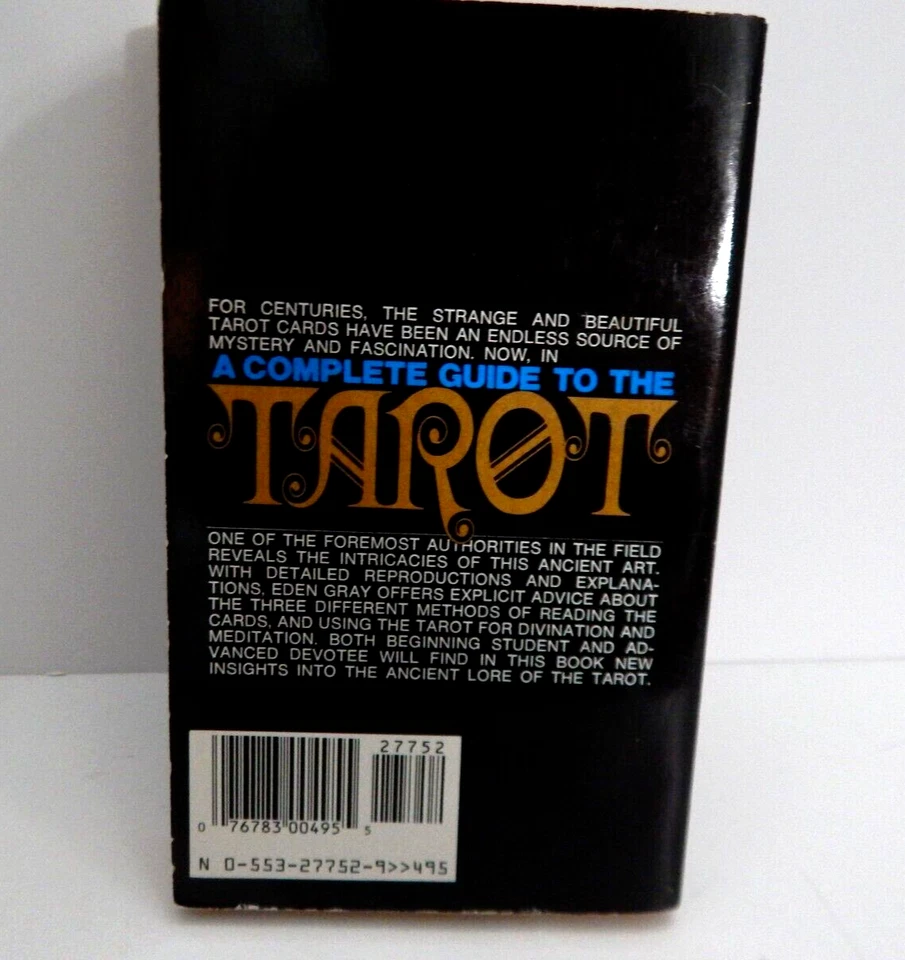 FOR CENTURIES, THE STRANGE AND BEAUTIFUL
TAROT CARDS HAVE BEEN AN ENDLESS SOURCE OF
MYSTERY AND FASCINATION. NOW, IN
A COMPLETE GUIDE TO THE
TAROT
ONE OF THE FOREMOST AUTHORITIES IN THE FIELD
REVEALS THE INTRICACIES OF THIS ANCIENT ART.
WITH DETAILED REPRODUCTIONS AND EXPLANA-
TIONS, EDEN GRAY OFFERS EXPLICIT ADVICE ABOUT
THE THREE DIFFERENT METHODS OF READING THE
CARDS, AND USING THE TAROT FOR DIVINATION AND
MEDITATION. BOTH BEGINNING STUDENT AND AD-
VANCED DEVOTEE WILL FIND IN THIS BOOK NEW
INSIGHTS INTO THE ANCIENT LORE OF THE TAROT.
27752
0 76783 00495 5
N 0-553-27752-9>>495